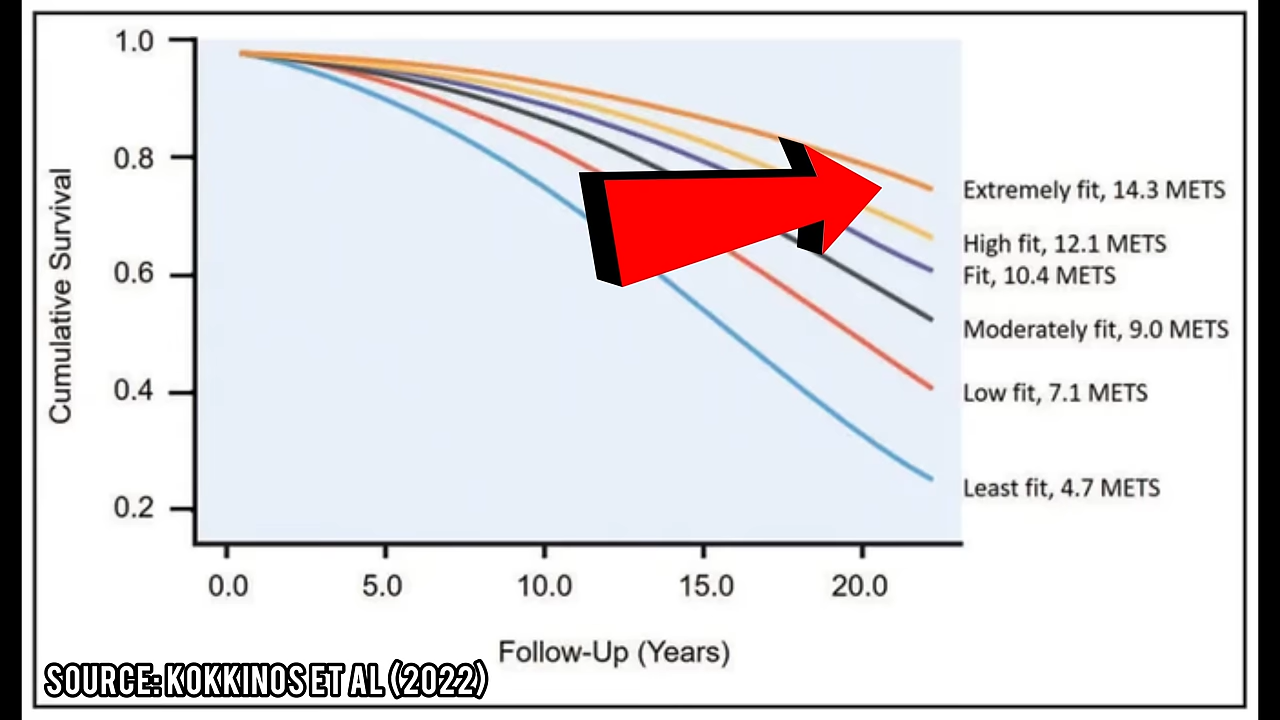 1.0
0.8
0.6
0.4
0.2
Cumulative Survival
0.0 5.0 10.0 15.0 20.0
Follow-Up (Years)
Extremely fit, 14.3 METS
High fit, 12.1 METS
Fit, 10.4 METS
Moderately fit, 9.0 METS
Low fit, 7.1 METS
Least fit, 4.7 METS
SOURCE: KOKKINOS ET AL (2022)